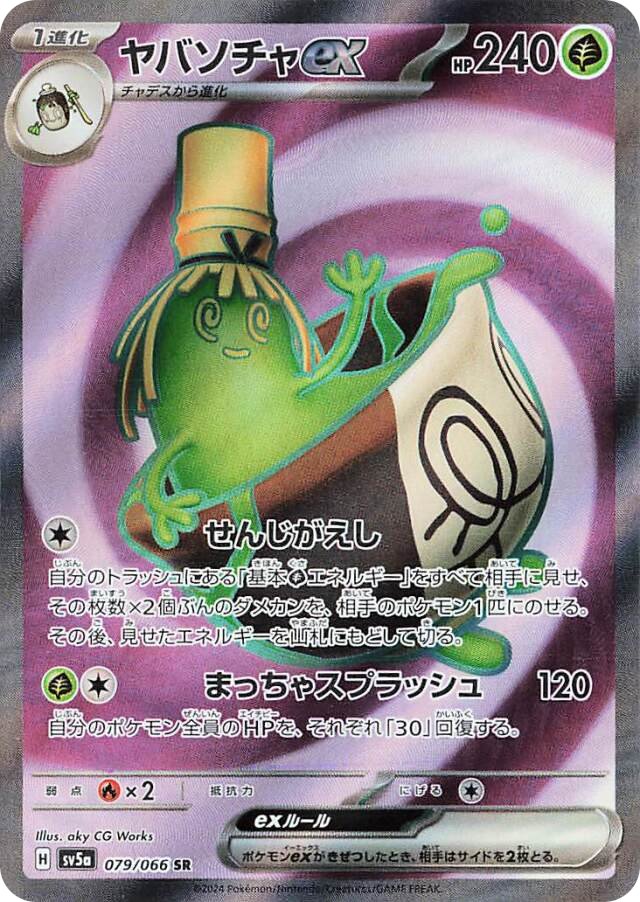 1進化
ヤバソチャex
HP240
チャデスから進化
せんじがえし
自分のトラッシュにある「基本エネルギー」をすべて相手に見せ、
その枚数×2個ぶんのダメカンを、相手のポケモン1匹にのせる。
その後、見せたエネルギーを山札にもどして切る。
まっちゃスプラッシュ 120
自分のポケモン全員のHPを、それぞれ「30」回復する。
弱点 ×2 抵抗力 にげる
exルール
ポケモンexがきぜつしたとき、相手はサイドを2枚とる。
Illus. aky CG Works
H sv5a 079/066 SR
©2024 Pokémon/Nintendo/Creatures/GAME FREAK.